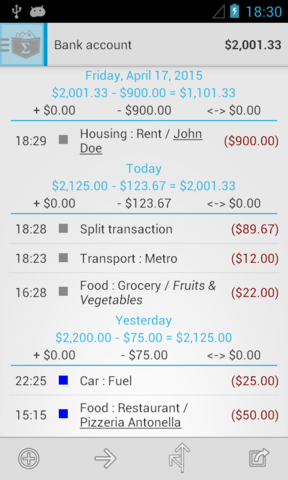 18:30
Bank account $2,001.33
Friday, April 17, 2015
$2,001.33 - $900.00 = $1,101.33
+ $0.00 - $900.00 <-> $0.00
18:29 Housing : Rent / John ($900.00)
Doe
Today
$2,125.00 - $123.67 = $2,001.33
+ $0.00 - $123.67 <-> $0.00
18:28 Split transaction ($89.67)
18:23 Transport : Metro ($12.00)
16:28 Food : Grocery / Fruits & ($22.00)
Vegetables
Yesterday
$2,200.00 - $75.00 = $2,125.00
+ $0.00 - $75.00 <-> $0.00
22:25 Car : Fuel ($25.00)
15:15 Food : Restaurant / ($50.00)
Pizzeria Antonella